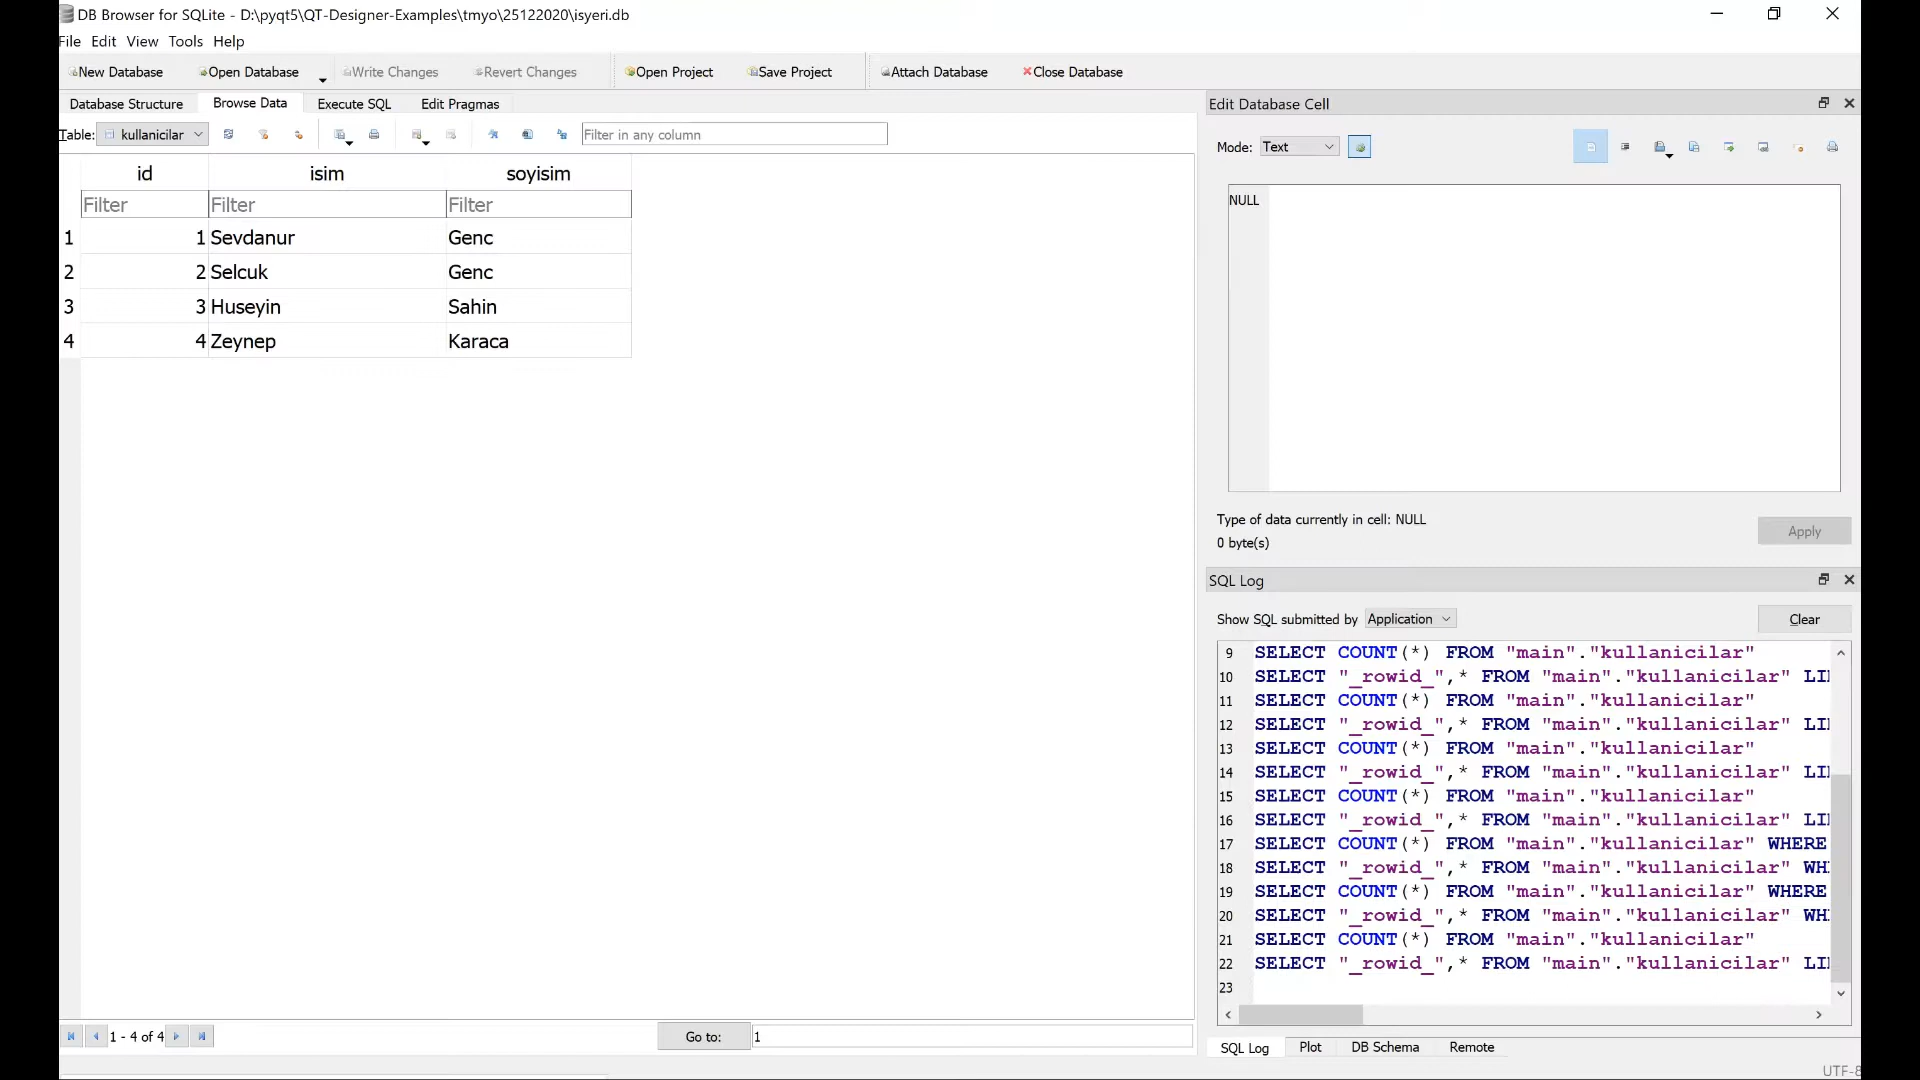 DB Browser for SQLite - D:\pyqt5\QT-Designer-Examples\tmyo\25122020\isyeri.db
File Edit View Tools Help
New Database Open Database Write Changes Revert Changes Open Project Save Project Attach Database Close Database
Database Structure Browse Data Execute SQL Edit Pragmas
Table: kullanicilar Filter in any column
id isim soyisim
Filter Filter Filter
1 1 Sevdanur Genc
2 2 Selcuk Genc
3 3 Huseyin Sahin
4 4 Zeynep Karaca
1 - 4 of 4 Go to: 1
Edit Database Cell
Mode: Text
NULL
Type of data currently in cell: NULL
0 byte(s)
Apply
SQL Log
Show SQL submitted by Application Clear
9 SELECT COUNT(*) FROM "main"."kullanicilar"
10 SELECT "_rowid_",* FROM "main"."kullanicilar" LI
11 SELECT COUNT(*) FROM "main"."kullanicilar"
12 SELECT "_rowid_",* FROM "main"."kullanicilar" LI
13 SELECT COUNT(*) FROM "main"."kullanicilar"
14 SELECT "_rowid_",* FROM "main"."kullanicilar" LI
15 SELECT COUNT(*) FROM "main"."kullanicilar"
16 SELECT "_rowid_",* FROM "main"."kullanicilar" LI
17 SELECT COUNT(*) FROM "main"."kullanicilar" WHERE
18 SELECT "_rowid_",* FROM "main"."kullanicilar" WH
19 SELECT COUNT(*) FROM "main"."kullanicilar" WHERE
20 SELECT "_rowid_",* FROM "main"."kullanicilar" WH
21 SELECT COUNT(*) FROM "main"."kullanicilar"
22 SELECT "_rowid_",* FROM "main"."kullanicilar" LI
23
SQL Log Plot DB Schema Remote
UTF-8